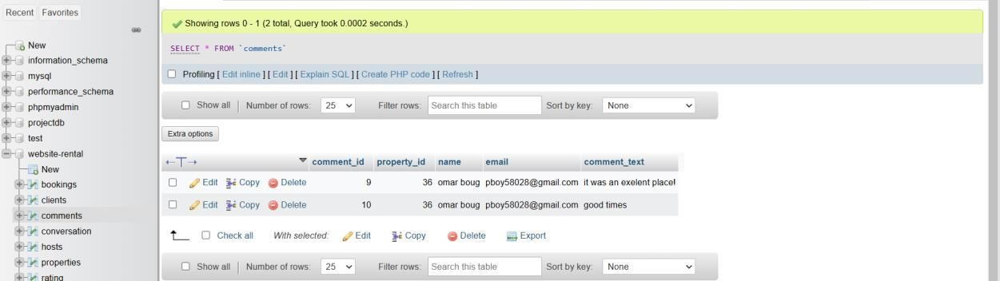 Recent Favorites
New
information_schema
mysql
performance_schema
phpmyadmin
projectdb
test
website-rental
New
bookings
clients
comments
conversation
hosts
properties
rating
Showing rows 0 - 1 (2 total, Query took 0.0002 seconds.)
SELECT * FROM `comments`
Profiling [ Edit inline ] [ Edit ] [ Explain SQL ] [ Create PHP code ] [ Refresh ]
Show all Number of rows: 25 Filter rows: Search this table Sort by key: None
Extra options
comment_id property_id name email comment_text
Edit Copy Delete 9 36 omar boug pboy58028@gmail.com it was an exelent place!
Edit Copy Delete 10 36 omar boug pboy58028@gmail.com good times
Check all With selected: Edit Copy Delete Export
Show all Number of rows: 25 Filter rows: Search this table Sort by key: None